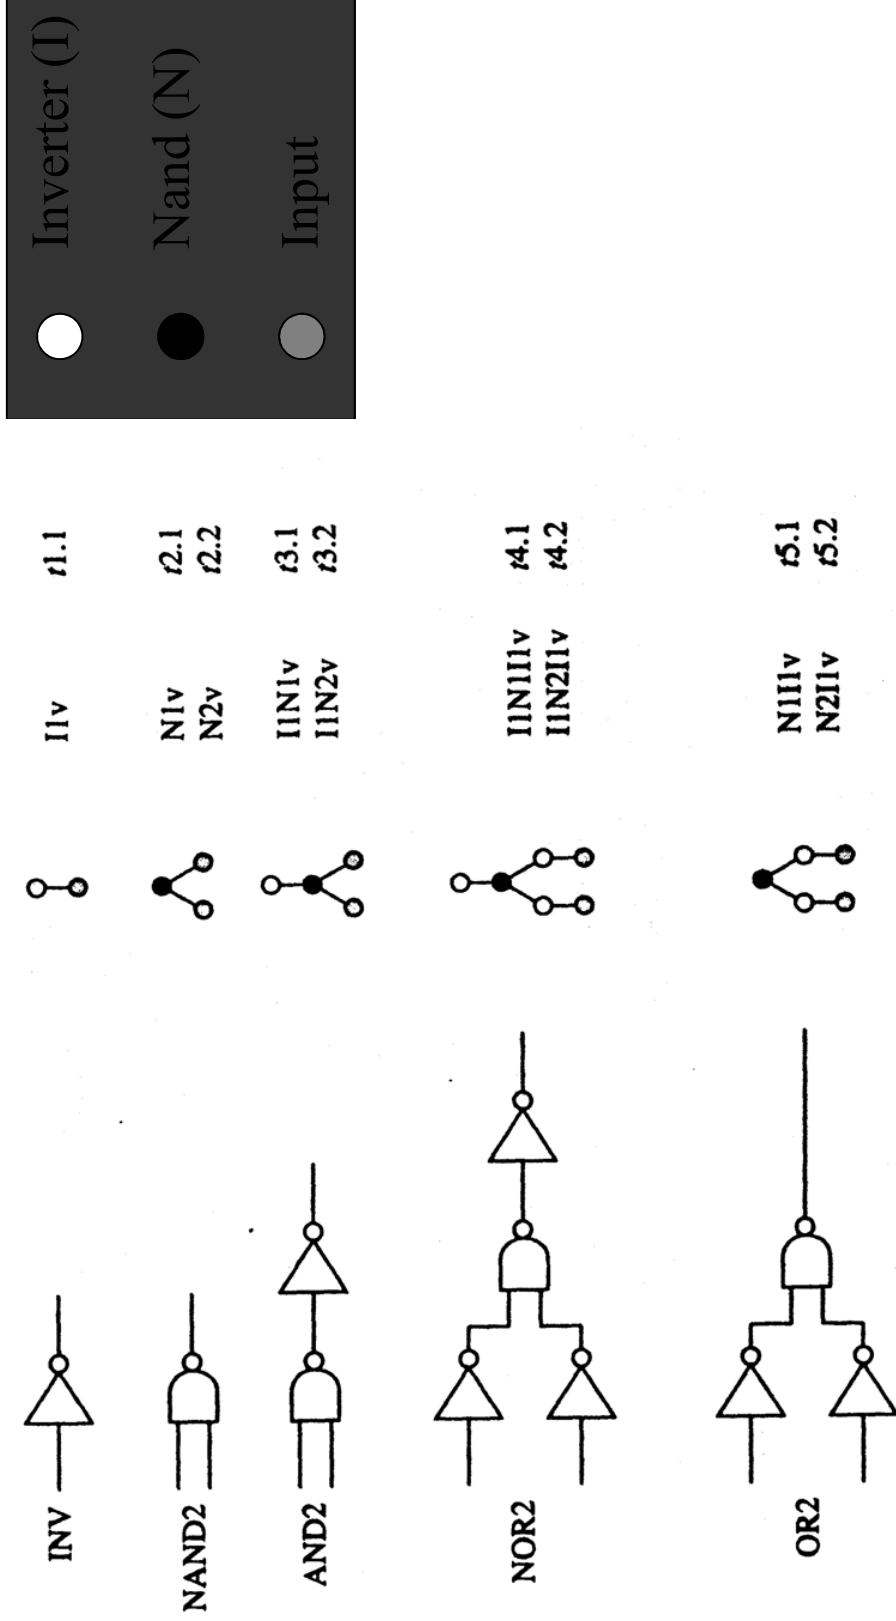 Inverter (I)
Nand (N)
Input
INV
I1v t1.1
NAND2
N1v t2.1
N2v t2.2
AND2
I1N1v t3.1
I1N2v t3.2
NOR2
I1N1I1v t4.1
I1N2I1v t4.2
OR2
N1I1v t5.1
N2I1v t5.2